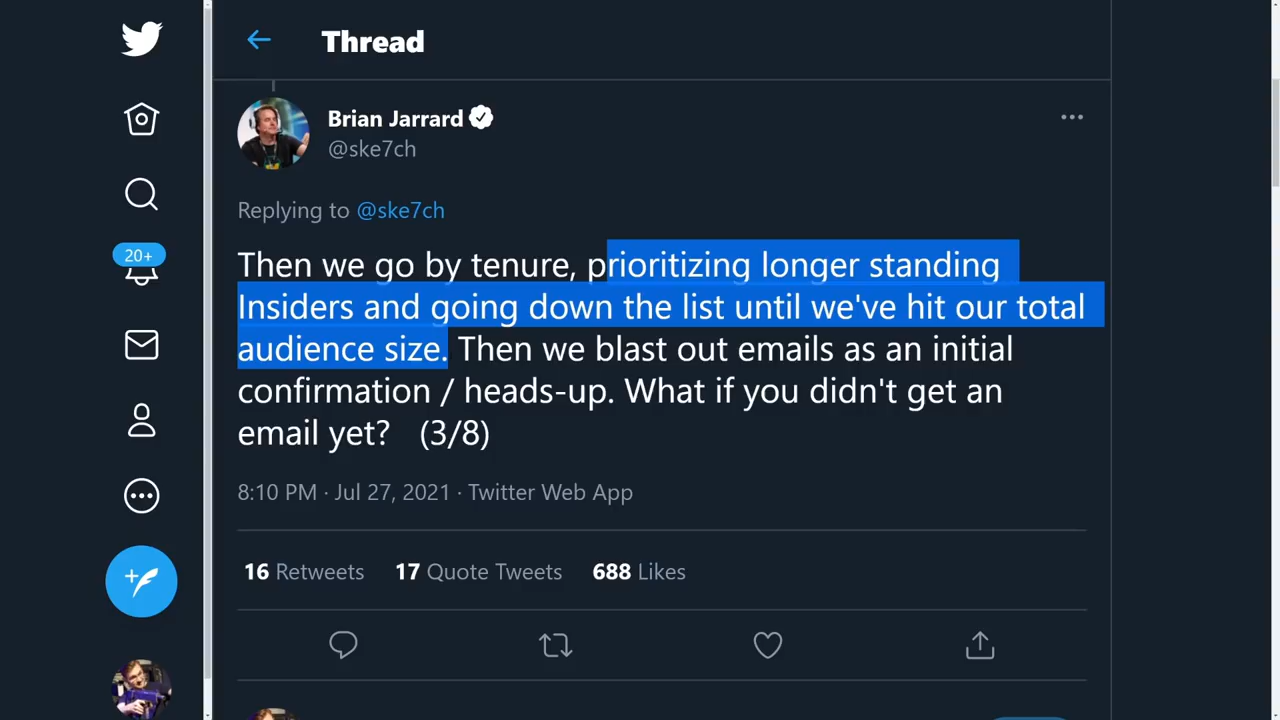 Thread
Brian Jarrard
@ske7ch
Replying to @ske7ch
20+
Then we go by tenure, prioritizing longer standing
Insiders and going down the list until we've hit our total
audience size. Then we blast out emails as an initial
confirmation / heads-up. What if you didn't get an
email yet? (3/8)
8:10 PM · Jul 27, 2021 · Twitter Web App
16 Retweets 17 Quote Tweets 688 Likes